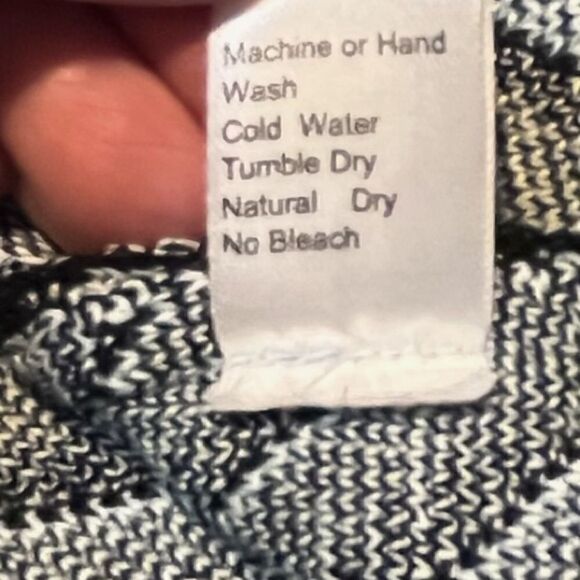 Machine or Hand
Wash
Cold Water
Tumble Dry
Natural Dry
No Bleach